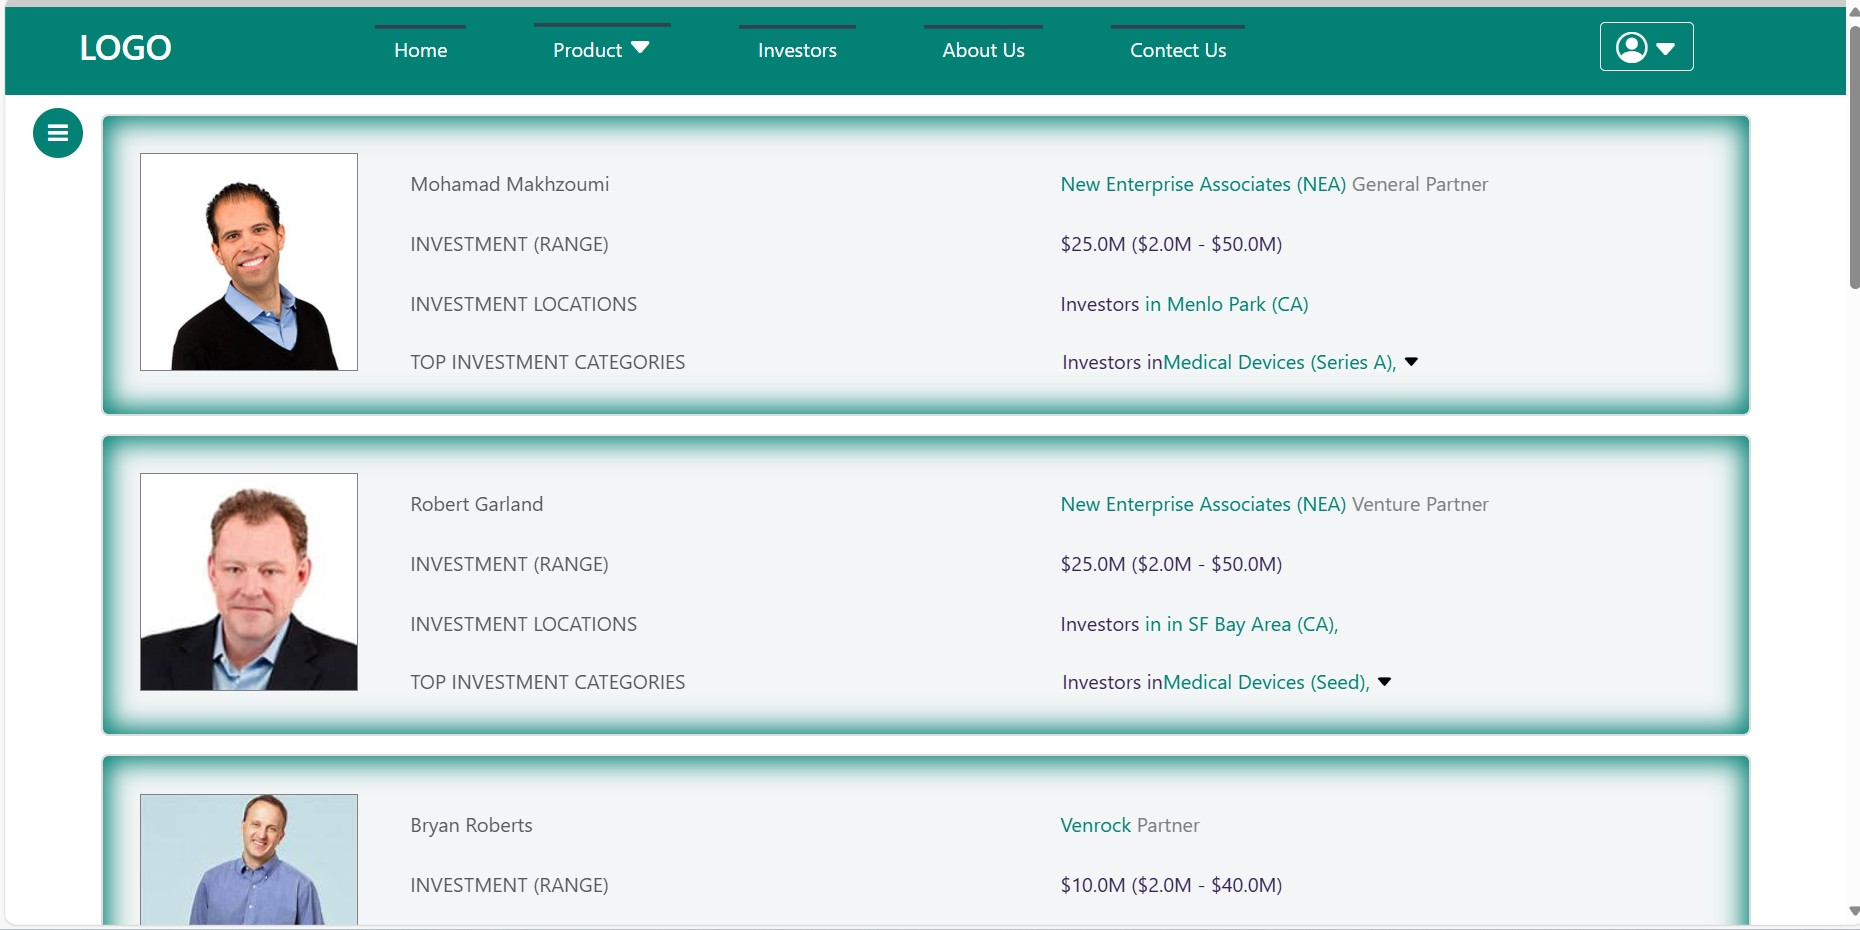 LOGO
Home
Product
Investors
About Us
Contect Us
Mohamad Makhzoumi
New Enterprise Associates (NEA) General Partner
INVESTMENT (RANGE)
$25.0M ($2.0M - $50.0M)
INVESTMENT LOCATIONS
Investors in Menlo Park (CA)
TOP INVESTMENT CATEGORIES
Investors inMedical Devices (Series A),
Robert Garland
New Enterprise Associates (NEA) Venture Partner
INVESTMENT (RANGE)
$25.0M ($2.0M - $50.0M)
INVESTMENT LOCATIONS
Investors in in SF Bay Area (CA),
TOP INVESTMENT CATEGORIES
Investors inMedical Devices (Seed),
Bryan Roberts
Venrock Partner
INVESTMENT (RANGE)
$10.0M ($2.0M - $40.0M)